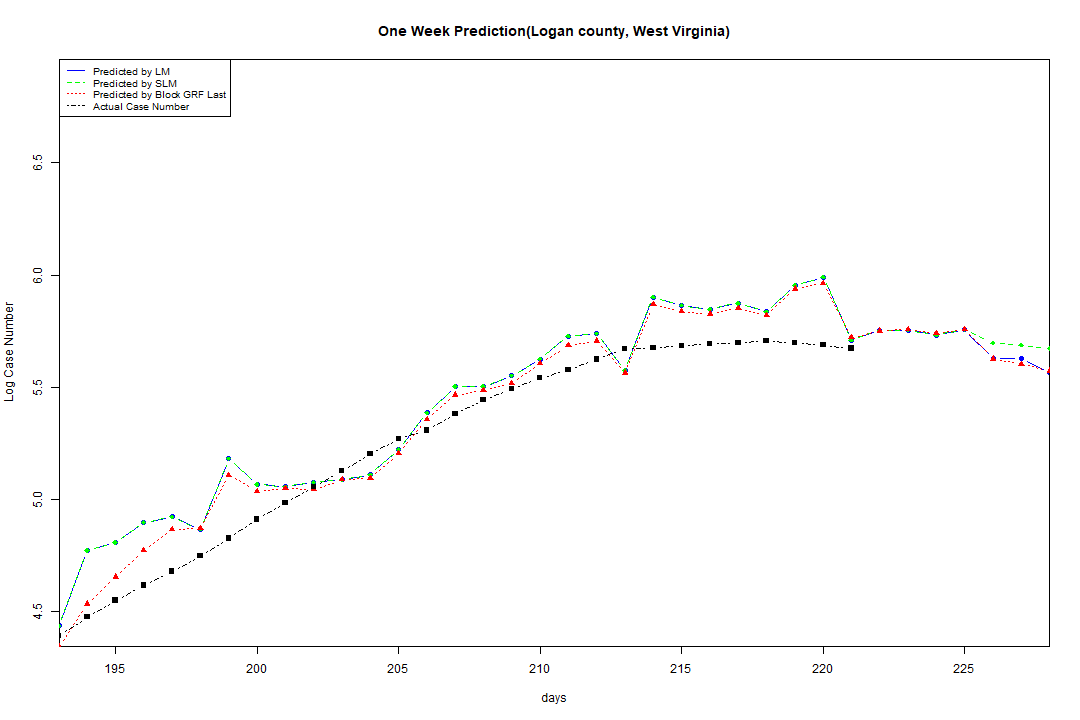 One Week Prediction(Logan county, West Virginia)
Predicted by LM
Predicted by SLM
Predicted by Block GRF Last
Actual Case Number
6.5
6.0
5.5
5.0
4.5
Log Case Number
195
200
205
210
215
220
225
days